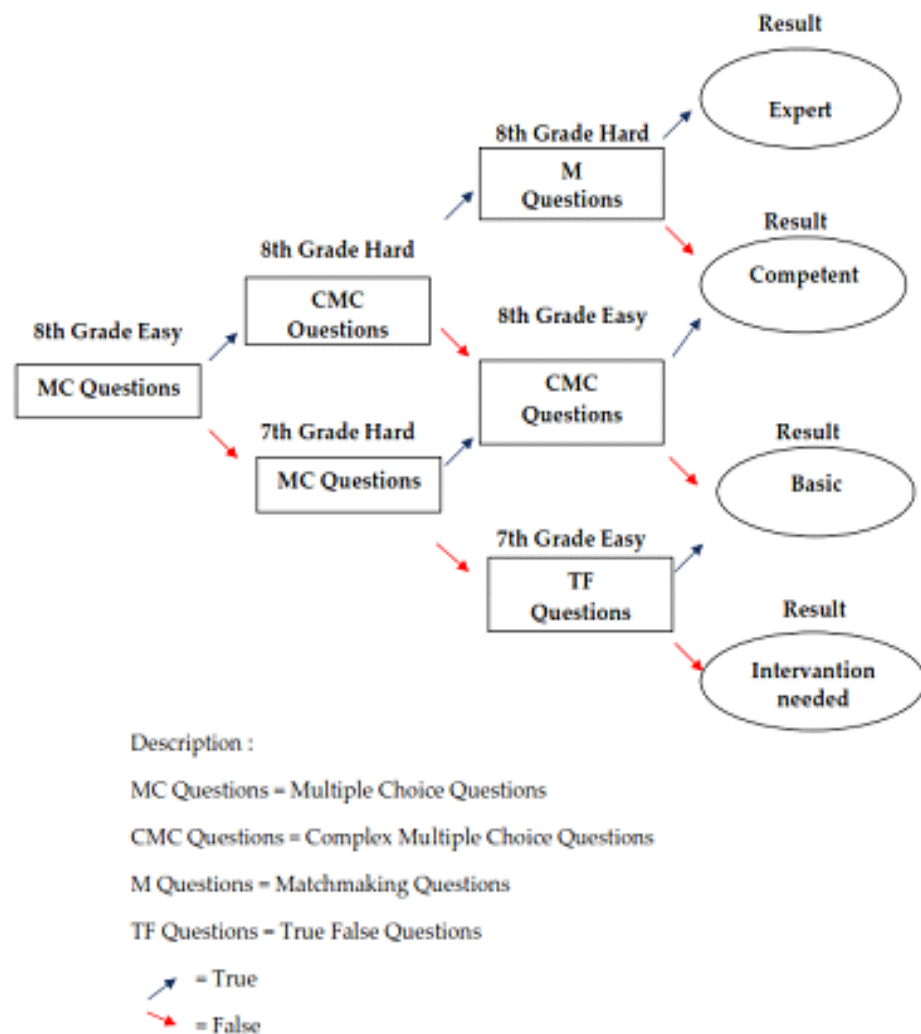 Result
Expert
8th Grade Hard
M
Questions
Result
Competent
8th Grade Hard
CMC
Ouestions
8th Grade Easy
CMC
Questions
8th Grade Easy
MC Questions
7th Grade Hard
MC Questions
Result
Basic
7th Grade Easy
TF
Questions
Result
Intervantion
needed
Description :
MC Questions = Multiple Choice Questions
CMC Questions = Complex Multiple Choice Questions
M Questions = Matchmaking Questions
TF Questions = True False Questions
= True
= False